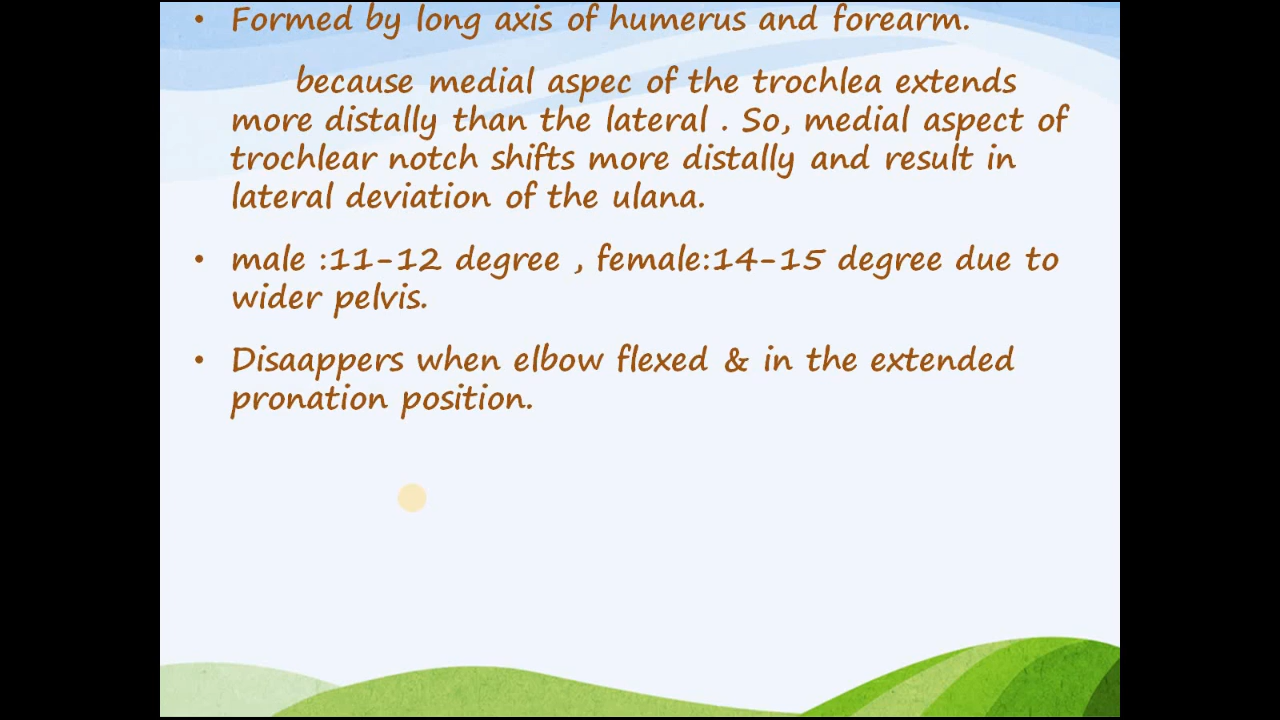 • Formed by long axis of humerus and forearm.
because medial aspec of the trochlea extends
more distally than the lateral . So, medial aspect of
trochlear notch shifts more distally and result in
lateral deviation of the ulana.
• male :11-12 degree , female:14-15 degree due to
wider pelvis.
• Disaappers when elbow flexed & in the extended
pronation position.